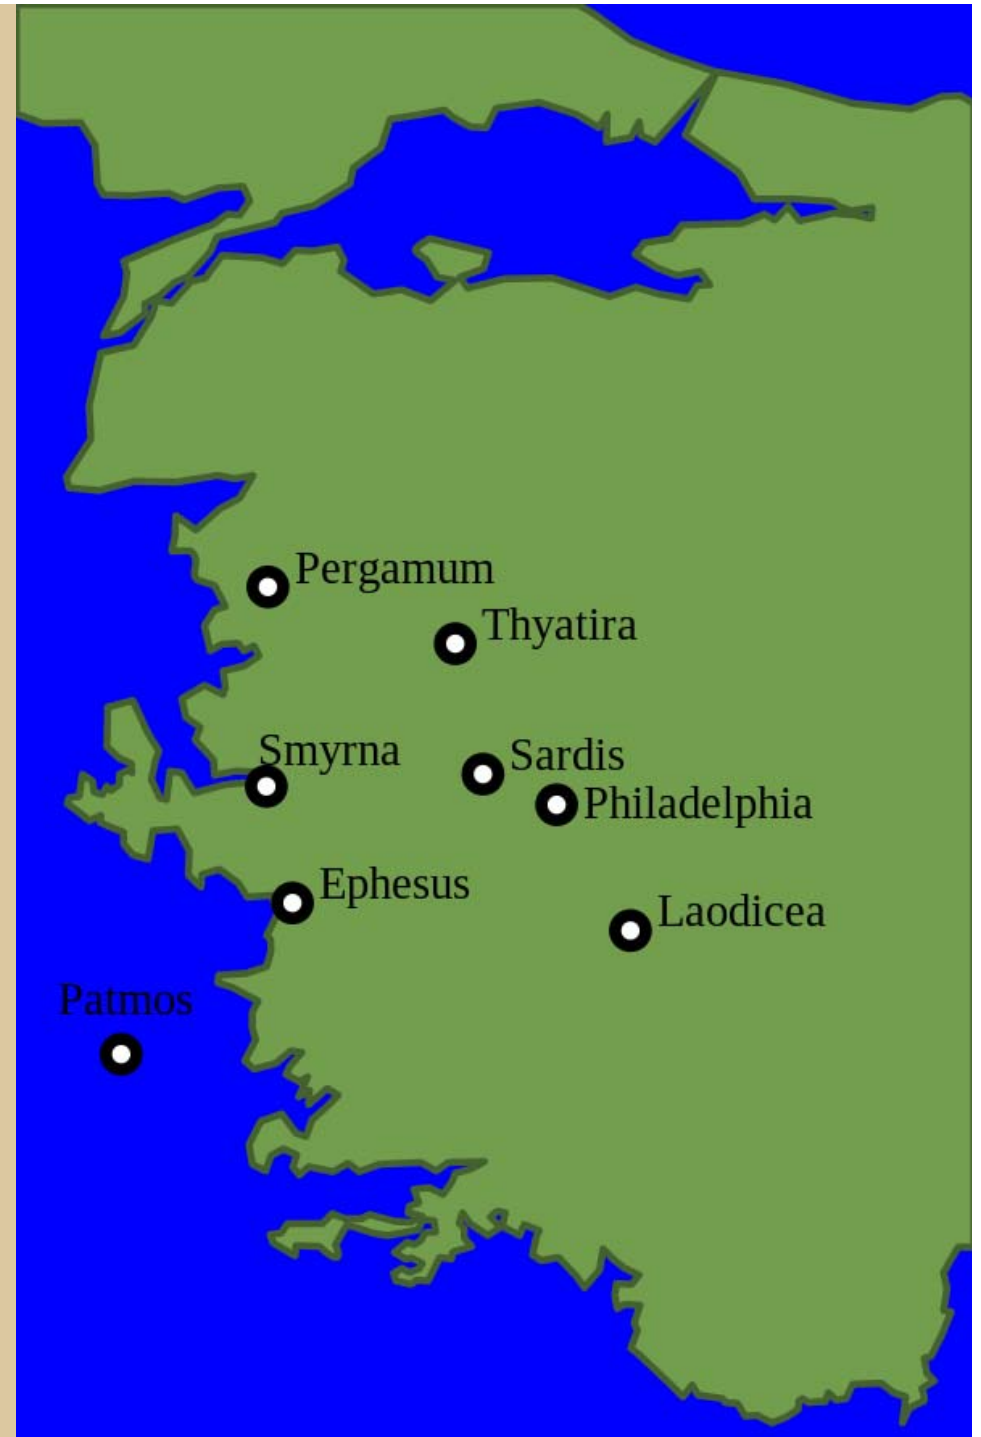 Pergamum
Thyatira
Smyrna
Sardis
Philadelphia
Ephesus
Laodicea
Patmos